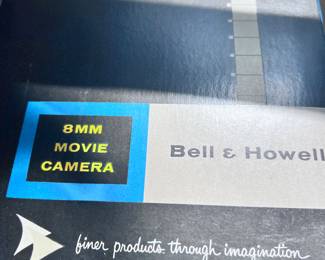 8MM
MOVIE
CAMERA
Bell & Howell
finer products through imagination